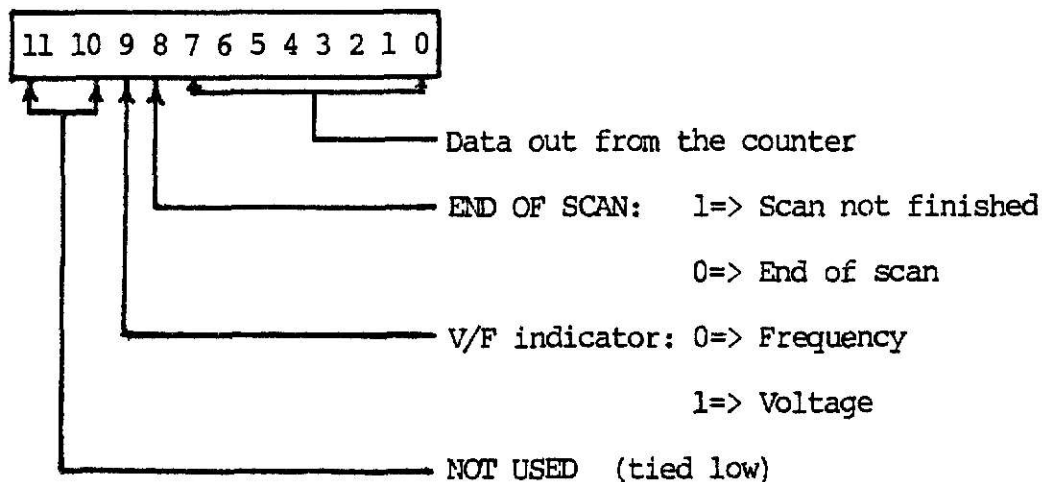 11 10 9 8 7 6 5 4 3 2 1 0
Data out from the counter
END OF SCAN: 1=> Scan not finished
0=> End of scan
V/F indicator: 0=> Frequency
1=> Voltage
NOT USED (tied low)